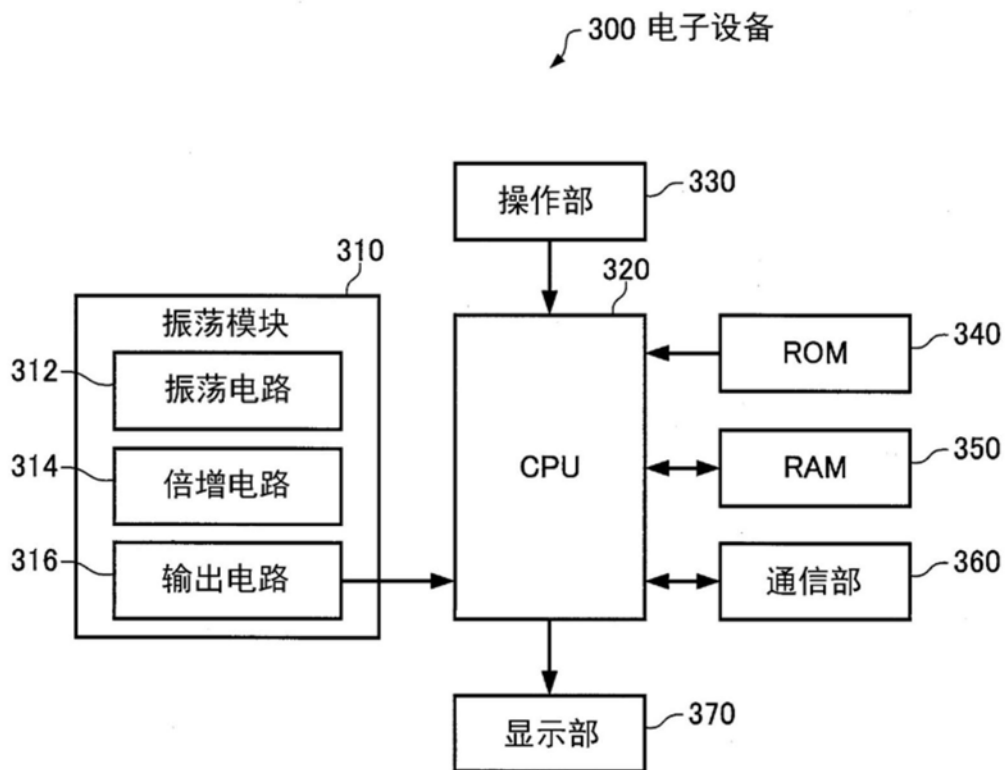 300 电子设备
操作部
330
310
320
振荡模块
ROM
340
312
振荡电路
CPU
RAM
350
314
倍增电路
316
输出电路
通信部
360
显示部
370